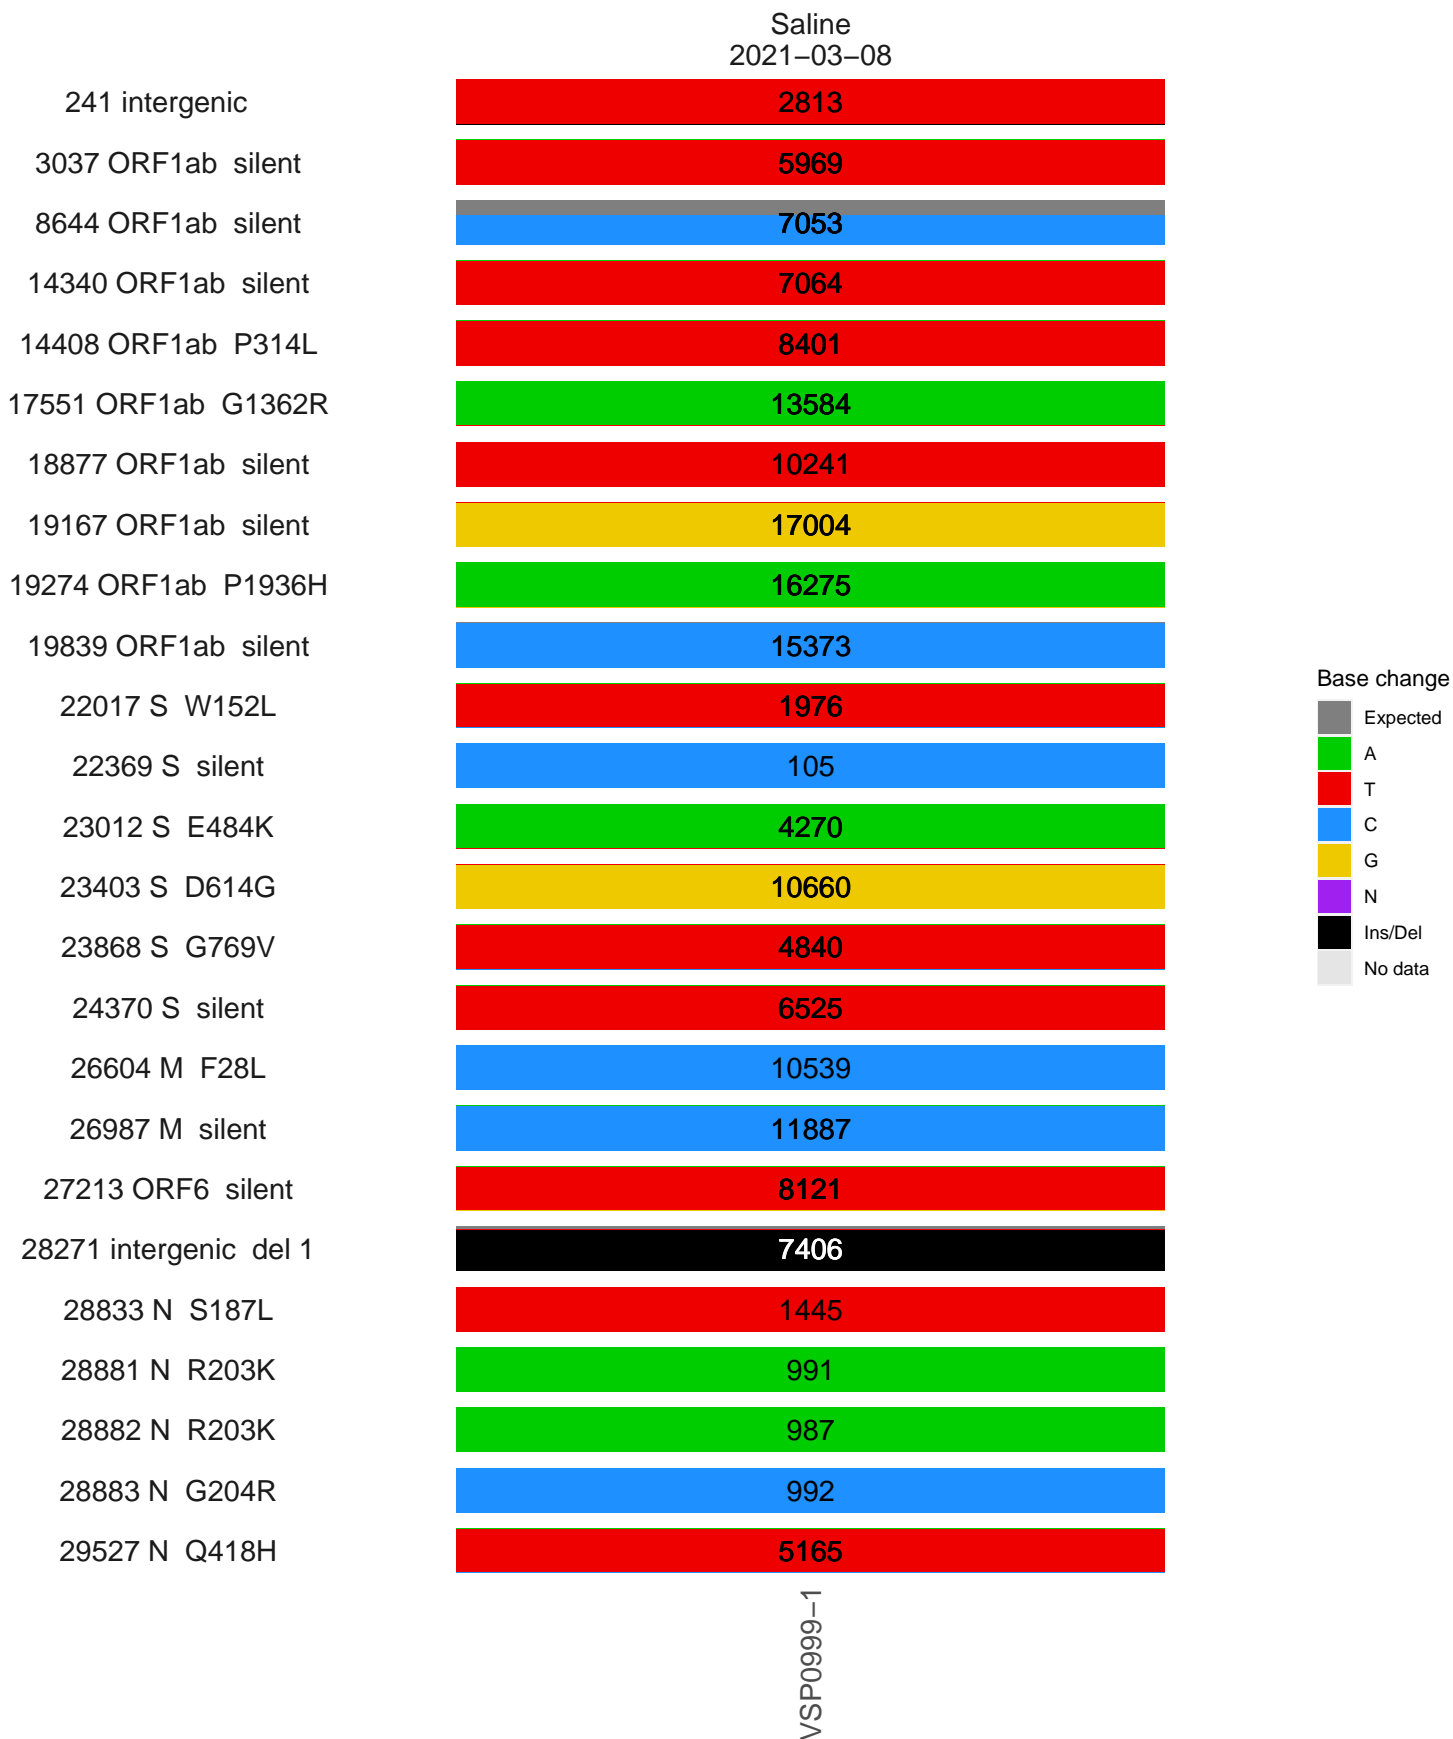 Saline
2021−03−08
241 intergenic 2813
3037 ORF1ab silent 5969
8644 ORF1ab silent 7053
14340 ORF1ab silent 7064
14408 ORF1ab P314L 8401
17551 ORF1ab G1362R 13584
18877 ORF1ab silent 10241
19167 ORF1ab silent 17004
19274 ORF1ab P1936H 16275
19839 ORF1ab silent 15373
22017 S W152L 1976
22369 S silent 105
23012 S E484K 4270
23403 S D614G 10660
23868 S G769V 4840
24370 S silent 6525
26604 M F28L 10539
26987 M silent 11887
27213 ORF6 silent 8121
28271 intergenic del 1 7406
28833 N S187L 1445
28881 N R203K 991
28882 N R203K 987
28883 N G204R 992
29527 N Q418H 5165
VSP0999−1
Base change
Expected
A
T
C
G
N
Ins/Del
No data